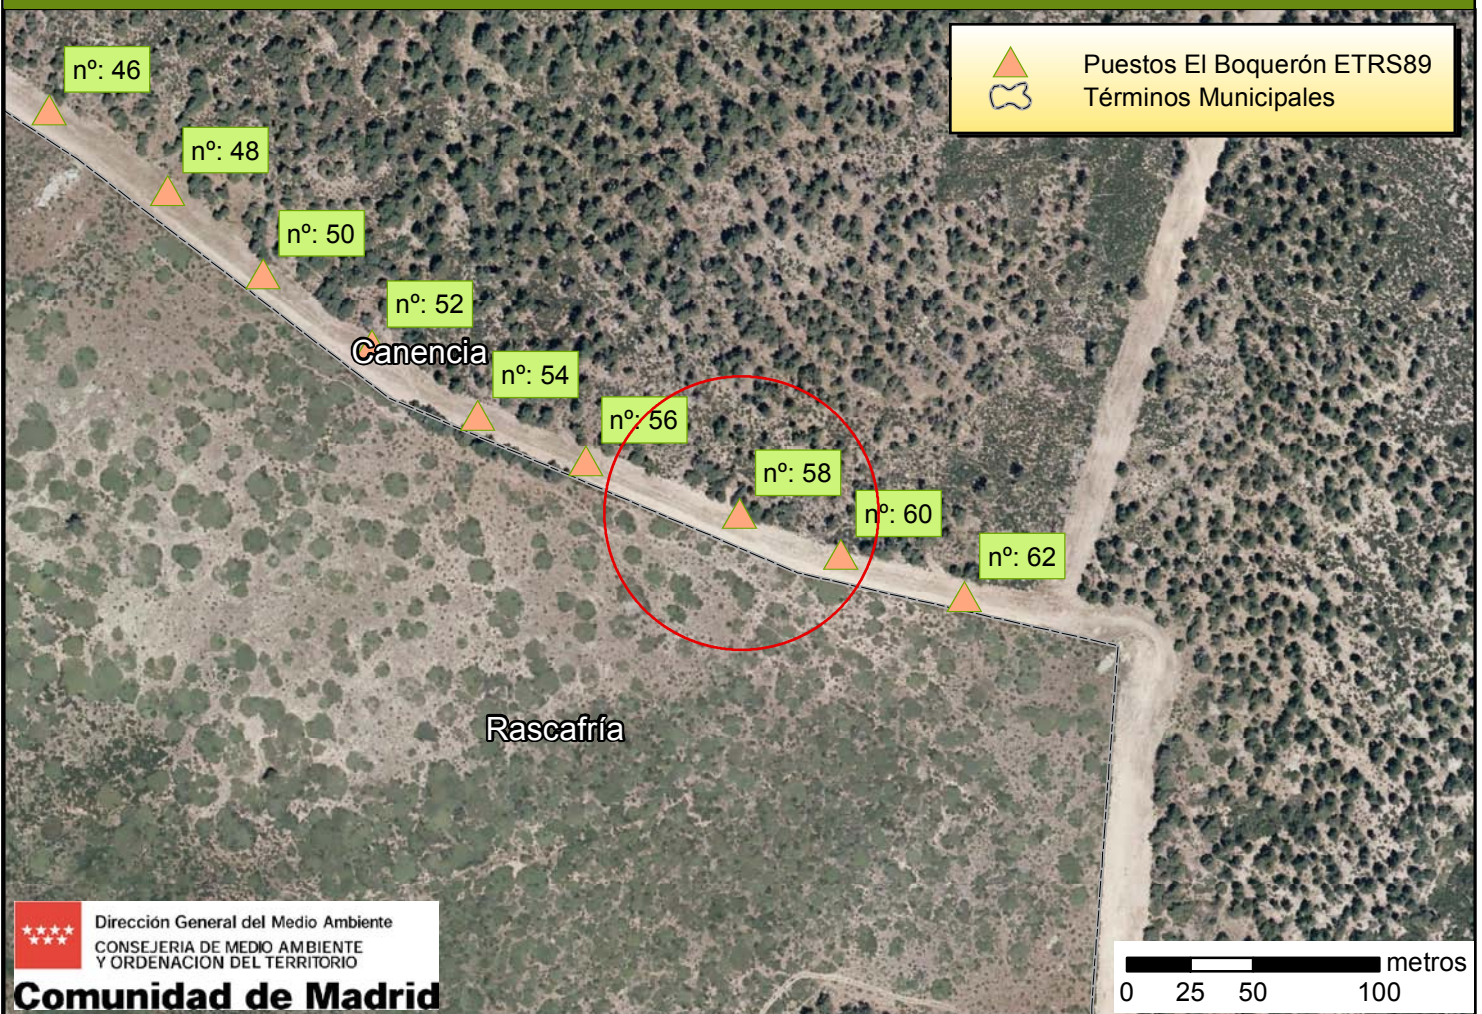 Puestos El Boquerón ETRS89
Términos Municipales
nº: 46
nº: 48
nº: 50
nº: 52
Canencia
nº: 54
nº: 56
nº: 58
nº: 60
nº: 62
Rascafría
Dirección General del Medio Ambiente
CONSEJERIA DE MEDIO AMBIENTE
Y ORDENACION DEL TERRITORIO
Comunidad de Madrid
metros
0 25 50 100